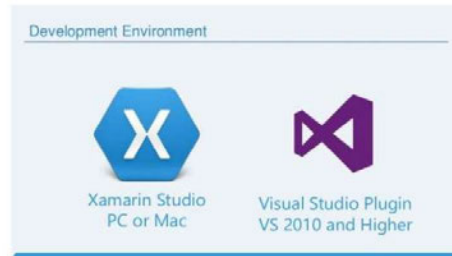 Development Environment
X
Xamarin Studio
PC or Mac
Visual Studio Plugin
VS 2010 and Higher